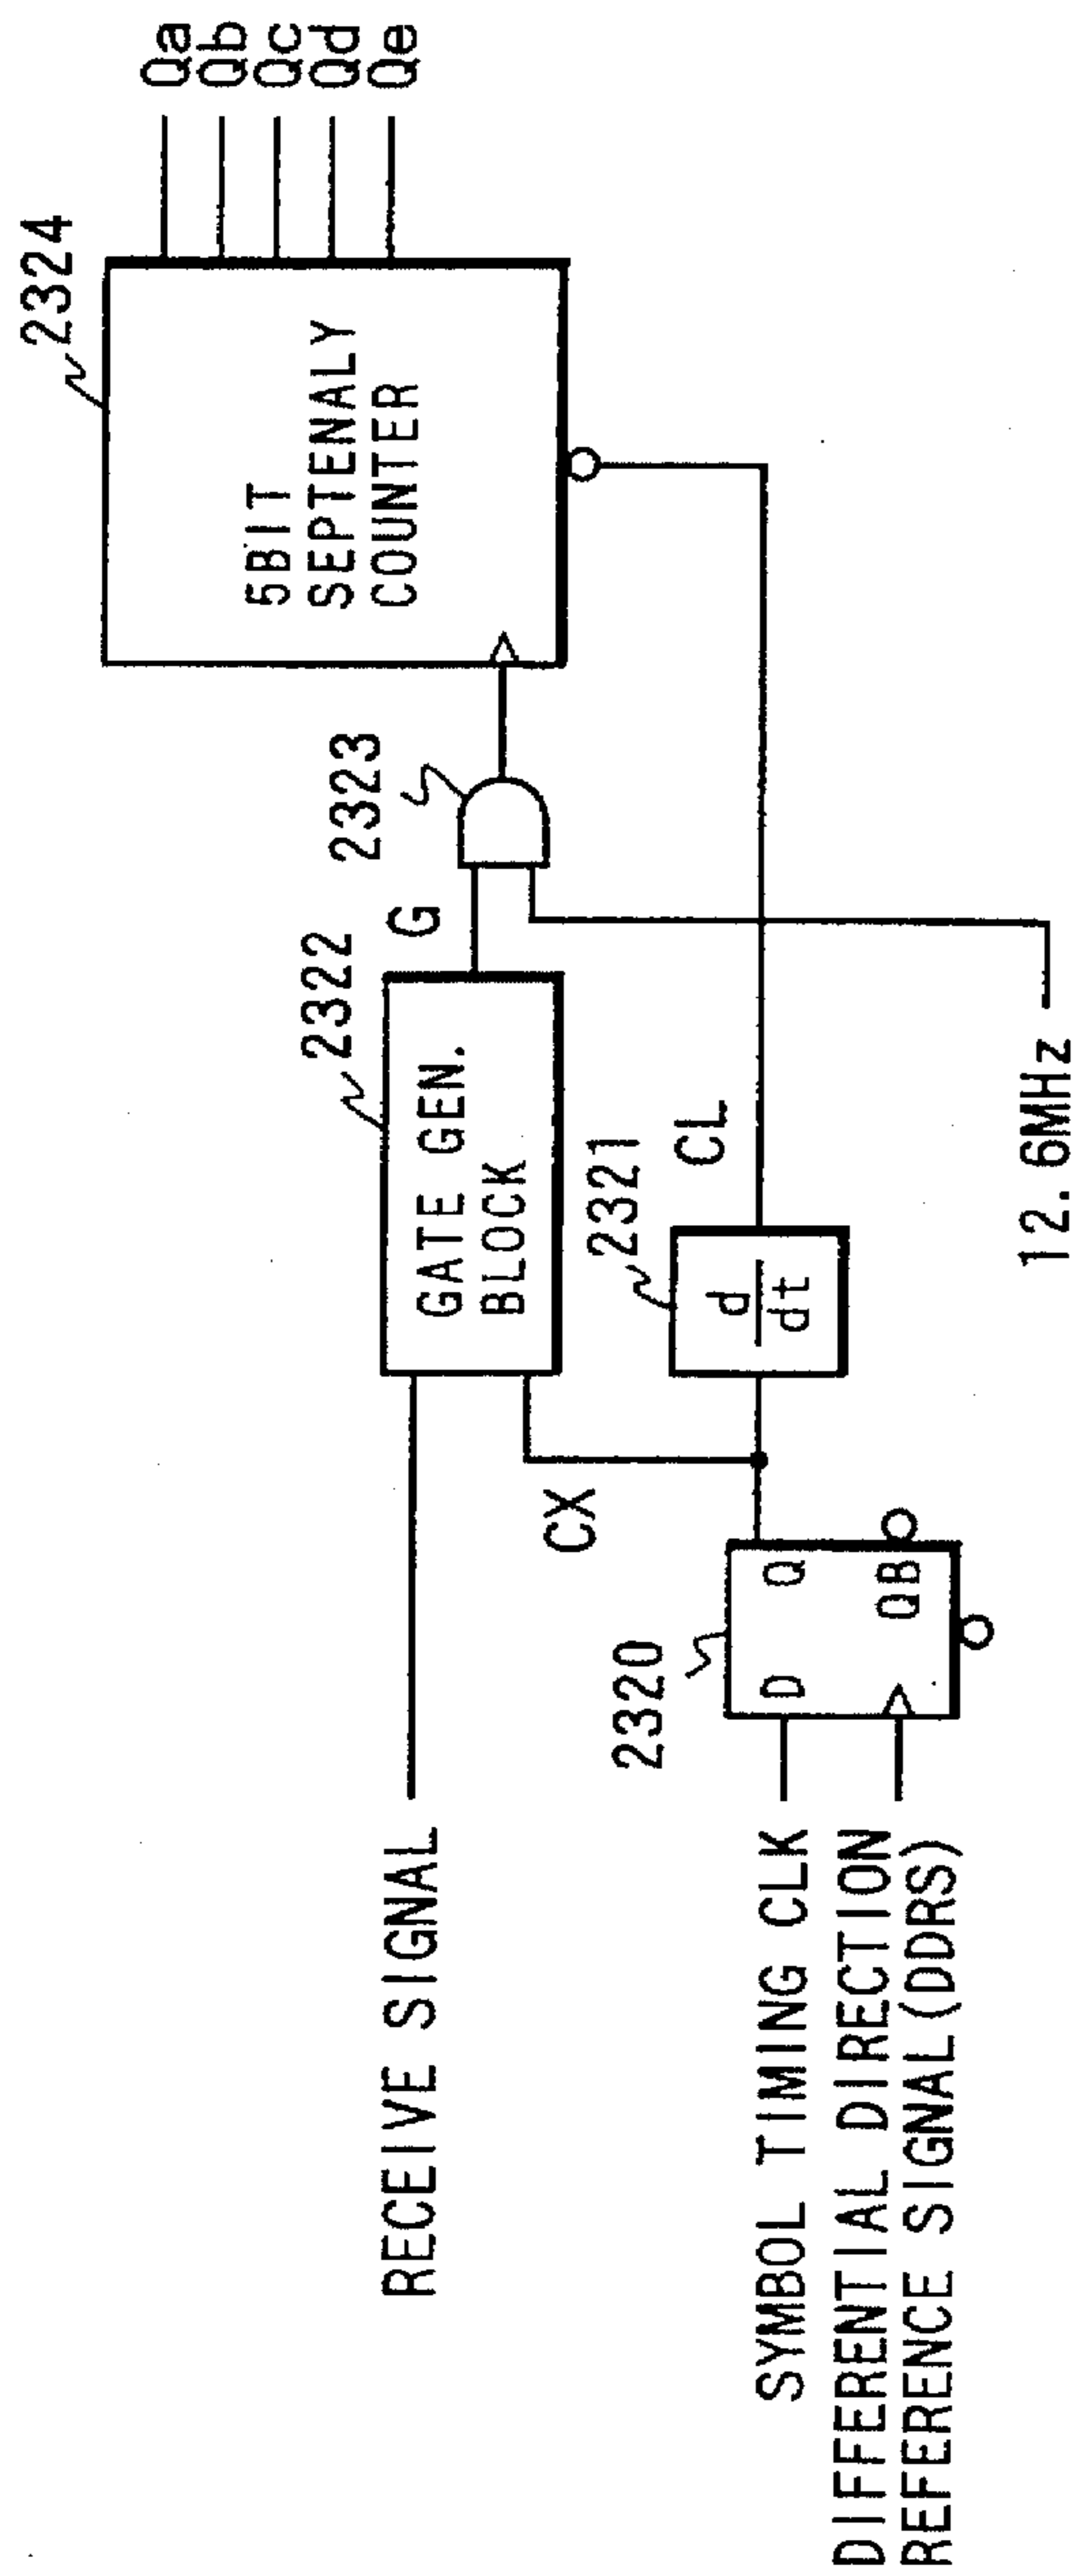 RECEIVE SIGNAL
SYMBOL TIMING CLK
DIFFERENTIAL DIRECTION
REFERENCE SIGNAL(DDRS)
2320
D Q
QB
CX
2321
d
dt
CL
2322
GATE GEN.
BLOCK
G
2323
12.6MHz
2324
5BIT
SEPTENALY
COUNTER
Qa
Qb
Qc
Qd
Qe